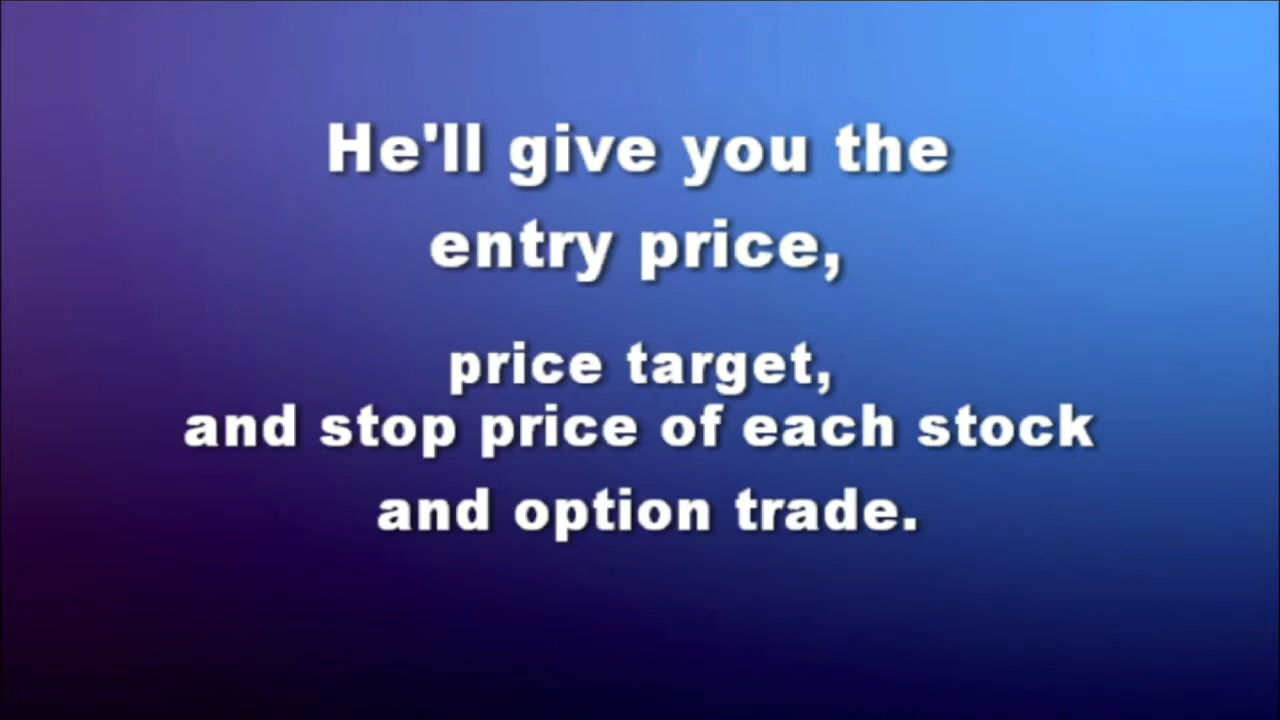 He'll give you the
entry price,
price target,
and stop price of each stock
and option trade.